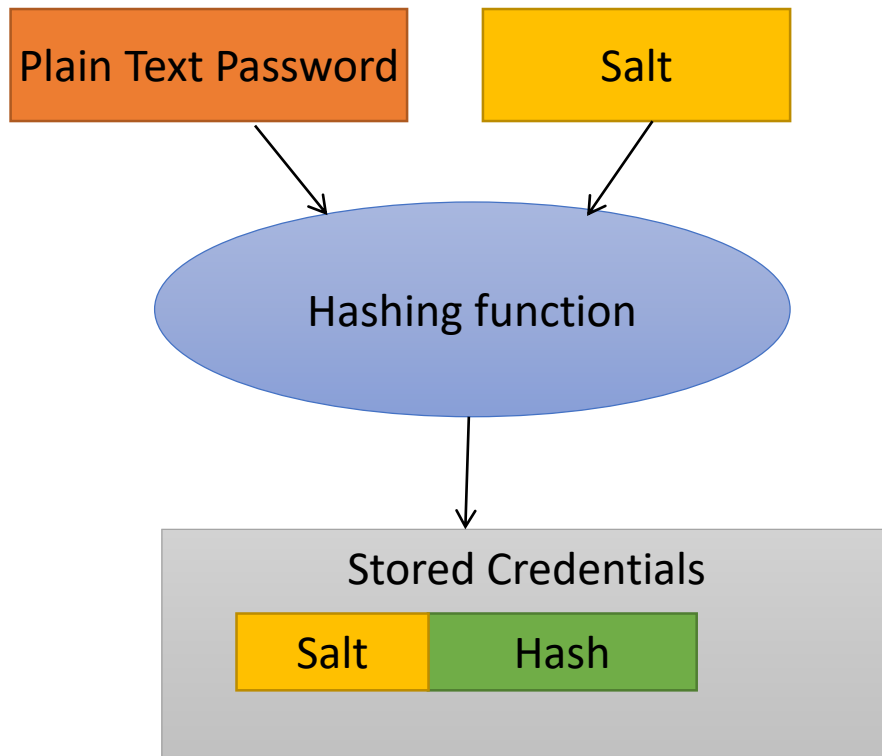 Plain Text Password
Salt
Hashing function
Stored Credentials
Salt
Hash